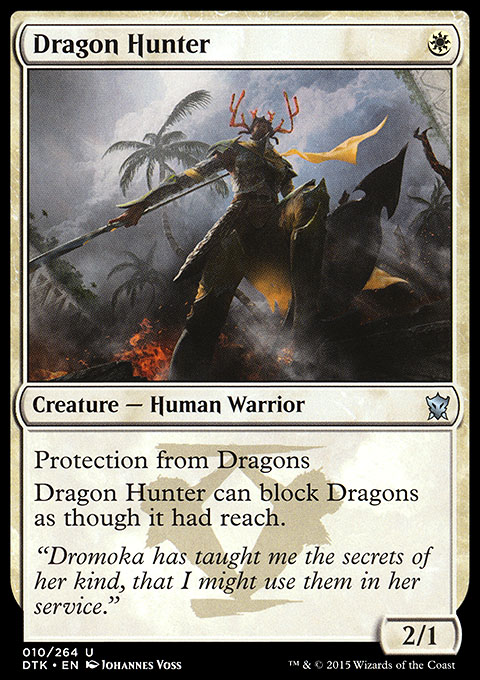 Dragon Hunter
Creature — Human Warrior
Protection from Dragons
Dragon Hunter can block Dragons
as though it had reach.
“Dromoka has taught me the secrets of
her kind, that I might use them in her
service.”
2/1
010/264 U
DTK • EN Johannes Voss
™ & © 2015 Wizards of the Coast